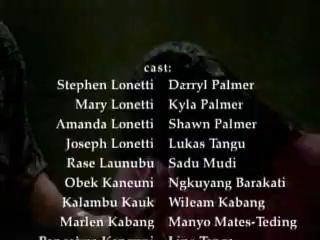 cast:
Stephen Lonetti Darryl Palmer
Mary Lonetti Kyla Palmer
Amanda Lonetti Shawn Palmer
Joseph Lonetti Lukas Tangu
Rase Launubu Sadu Mudi
Obek Kaneuni Ngkuyang Barakati
Kalambu Kauk Wileam Kabang
Marlen Kabang Manyo Mates-Teding